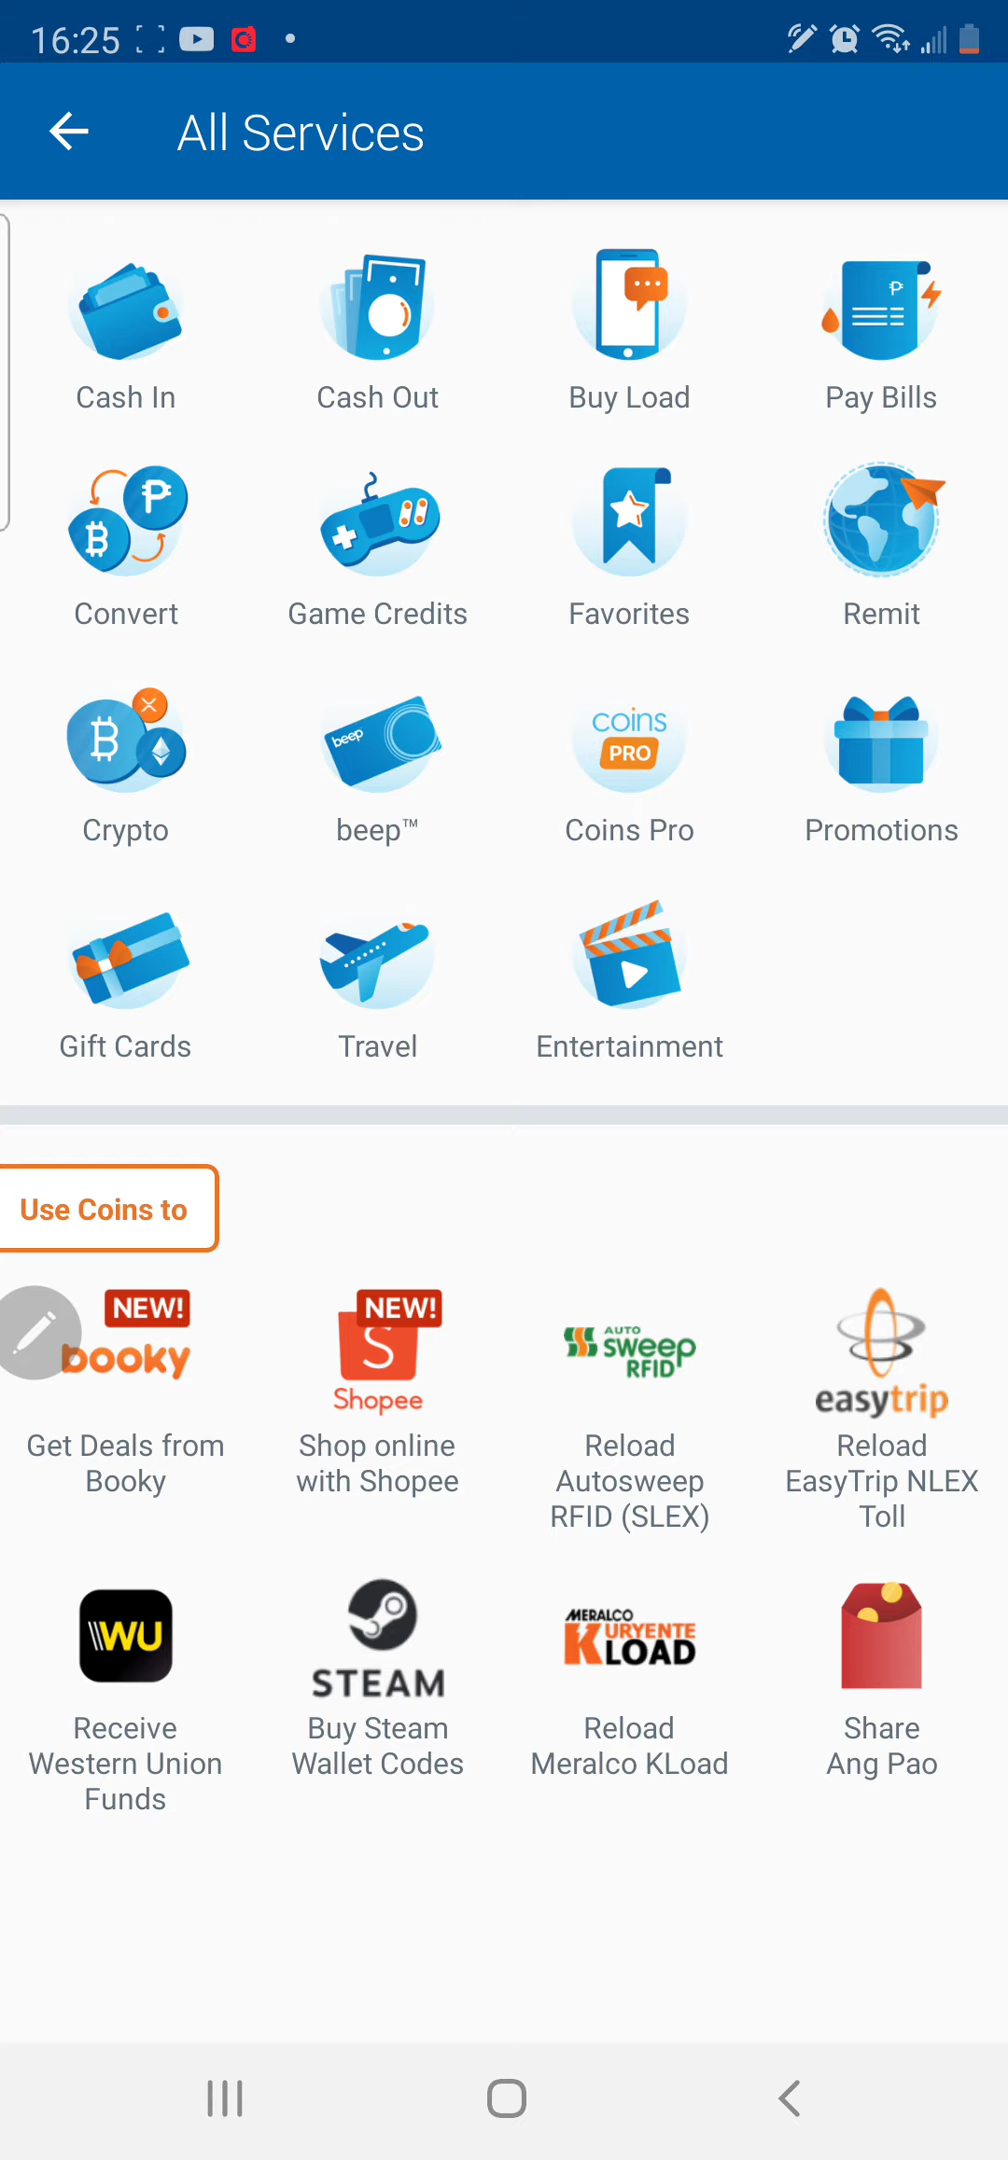 16:25
All Services
Cash In
Cash Out
Buy Load
Pay Bills
Convert
Game Credits
Favorites
Remit
beep
coins
PRO
Crypto
beep™
Coins Pro
Promotions
Gift Cards
Travel
Entertainment
Use Coins to
NEW!
booky
NEW!
S
Shopee
AUTO
SWEEP
RFID
easytrip
Get Deals from
Booky
Shop online
with Shopee
Reload
Autosweep
RFID (SLEX)
Reload
EasyTrip NLEX
Toll
WU
STEAM
MERALCO
KURYENTE
LOAD
Receive
Western Union
Funds
Buy Steam
Wallet Codes
Reload
Meralco KLoad
Share
Ang Pao